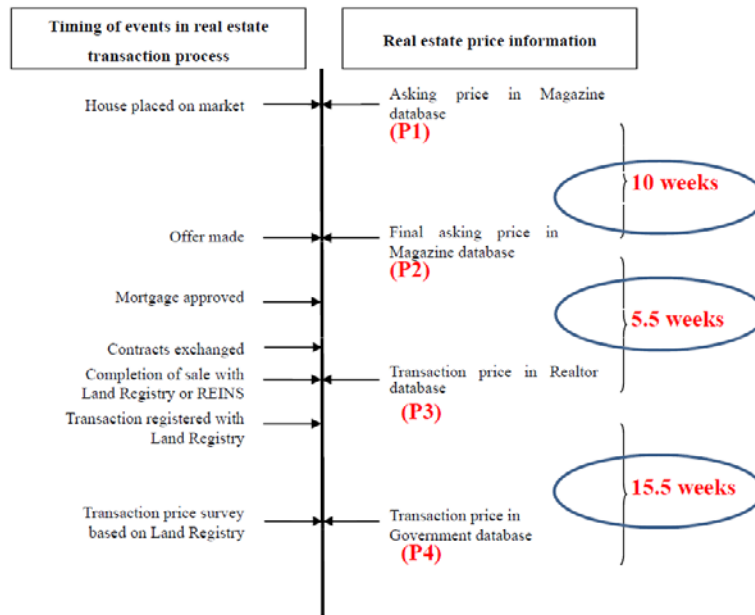 Timing of events in real estate
transaction process
Real estate price information
House placed on market
Asking price in Magazine
database
(P1)
10 weeks
Offer made
Final asking price in
Magazine database
(P2)
Mortgage approved
5.5 weeks
Contracts exchanged
Completion of sale with
Land Registry or REINS
Transaction price in Realtor
database
(P3)
Transaction registered with
Land Registry
15.5 weeks
Transaction price survey
based on Land Registry
Transaction price in
Government database
(P4)